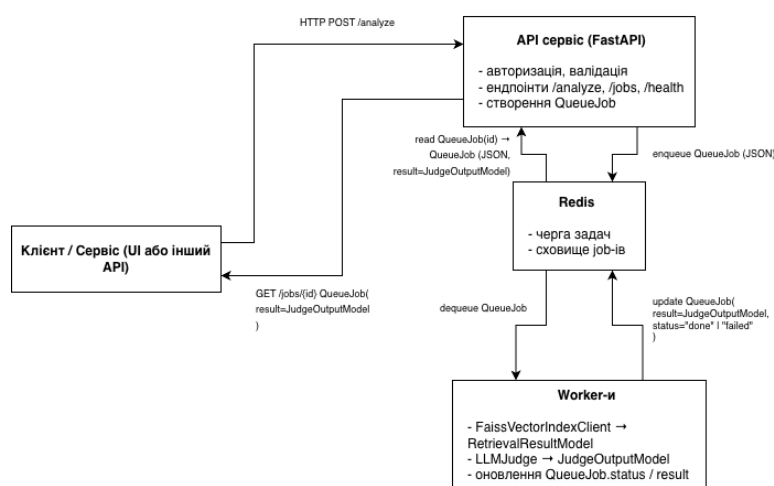 HTTP POST /analyze
API сервіс (FastAPI)
- авторизація, валідація
- ендпоінти /analyze, /jobs, /health
- створення QueueJob
read QueueJob(id) →
QueueJob (JSON,
result=JudgeOutputModel)
enqueue QueueJob (JSON)
Redis
- черга задач
- сховище job-ів
Клієнт / Сервіс (UI або інший
API)
GET /jobs/{id} QueueJob(
result=JudgeOutputModel
)
dequeue QueueJob
update QueueJob(
result=JudgeOutputModel,
status="done" | "failed"
)
Worker-и
- FaissVectorIndexClient →
RetrievalResultModel
- LLMJudge → JudgeOutputModel
- оновлення QueueJob.status / result